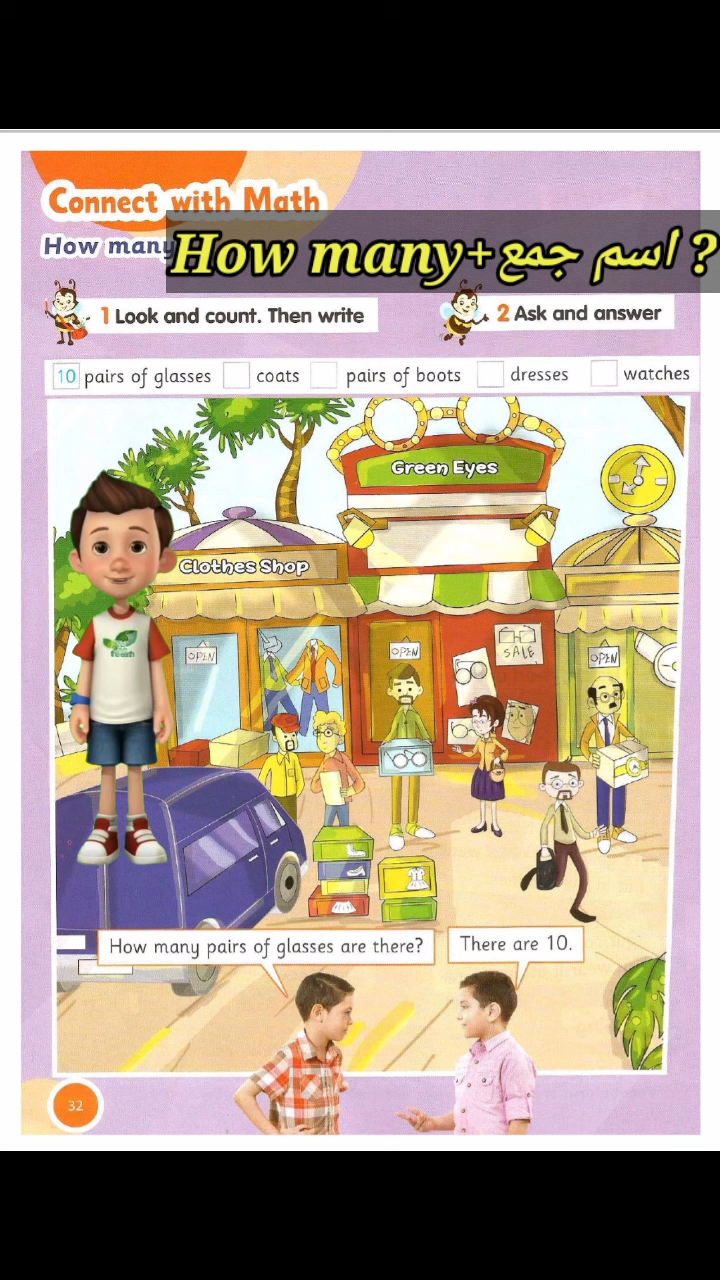 Connect with Math
How many
How many+اسم جمع ?
1 Look and count. Then write
2 Ask and answer
10 pairs of glasses
coats
pairs of boots
dresses
watches
Green Eyes
Clothes Shop
OPEN
OPEN
SALE
OPEN
How many pairs of glasses are there?
There are 10.
32